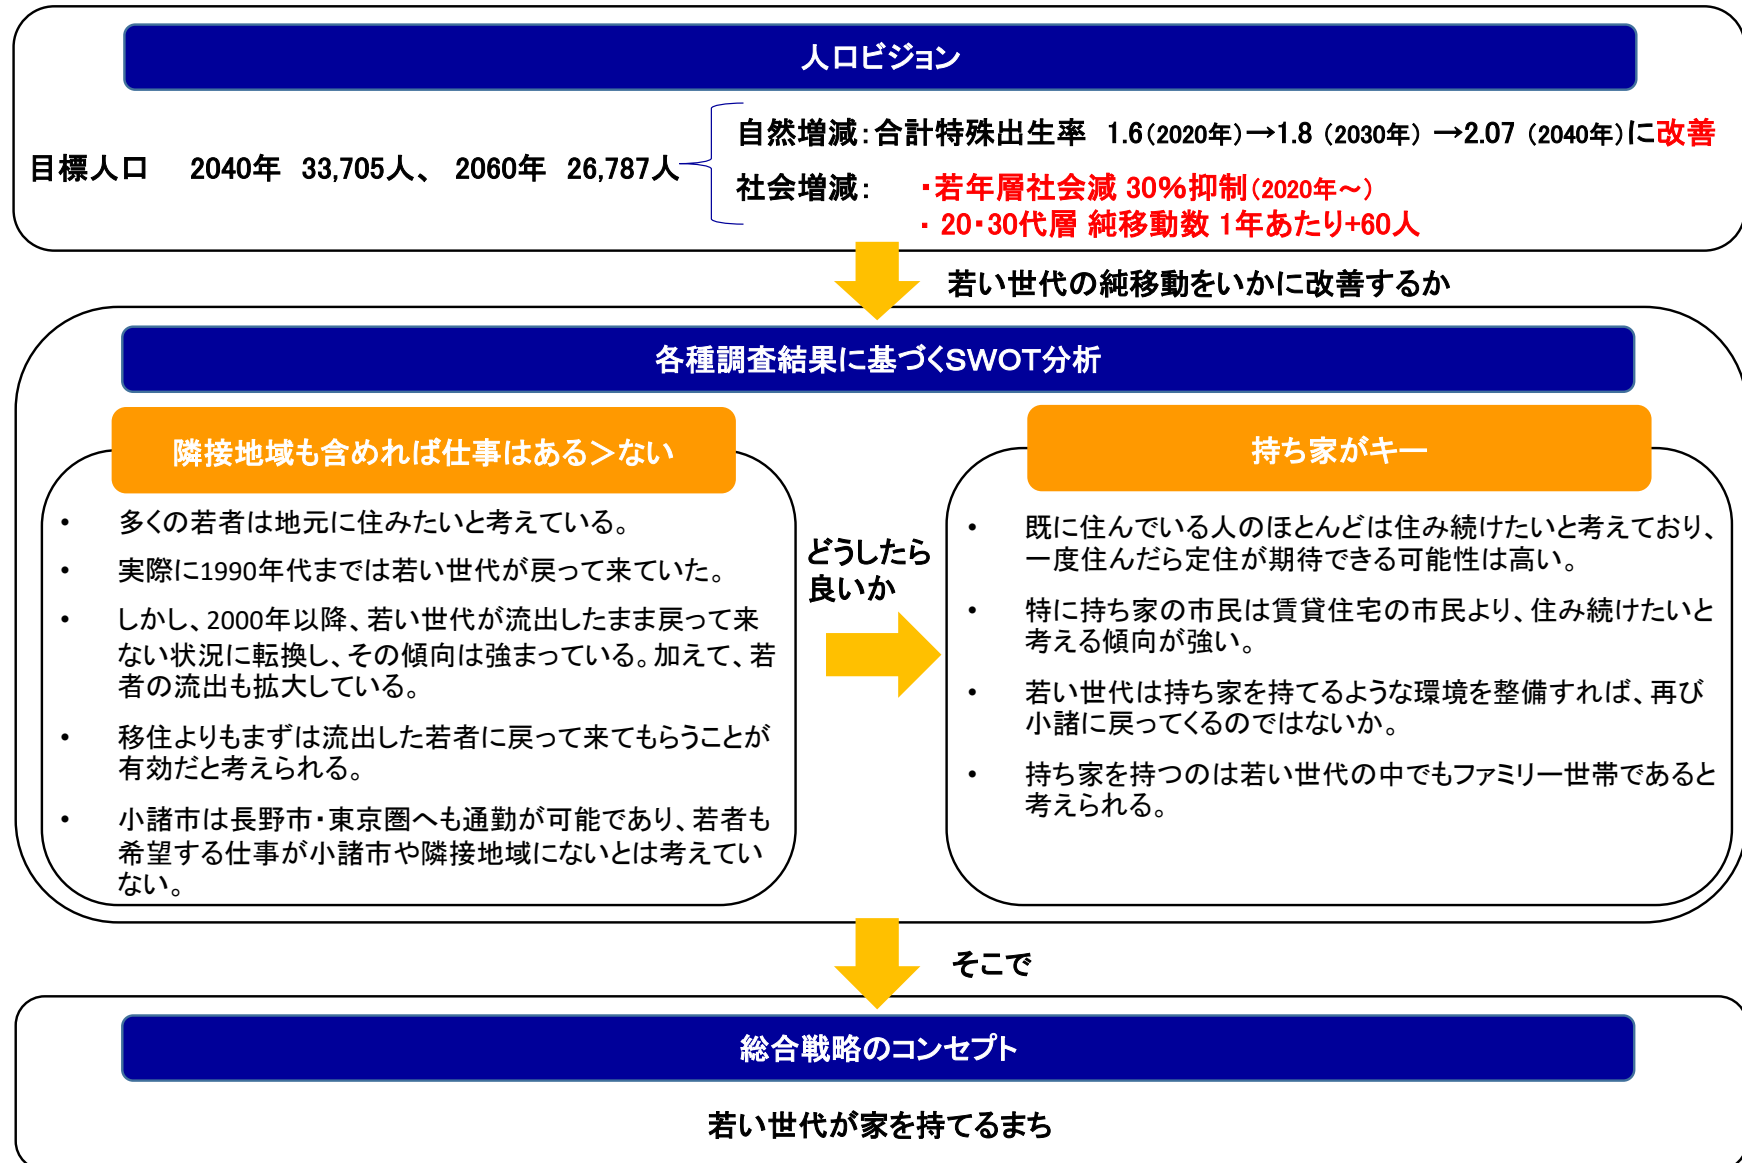 人口ビジョン
目標人口 2040年 33,705人、 2060年 26,787人
自然増減：合計特殊出生率 1.6（2020年）→1.8（2030年）→2.07（2040年）に改善
社会増減： ・若年層社会減 30％抑制（2020年～）
・20・30代層 純移動数 1年あたり+60人
若い世代の純移動をいかに改善するか
各種調査結果に基づくSWOT分析
隣接地域も含めれば仕事はある＞ない
• 多くの若者は地元に住みたいと考えている。
• 実際に1990年代までは若い世代が戻って来ていた。
• しかし、2000年以降、若い世代が流出したまま戻って来
ない状況に転換し、その傾向は強まっている。加えて、若
者の流出も拡大している。
• 移住よりもまずは流出した若者に戻って来てもらうことが
有効だと考えられる。
• 小諸市は長野市・東京圏へも通勤が可能であり、若者も
希望する仕事が小諸市や隣接地域にないとは考えてい
ない。
どうしたら
良いか
持ち家がキー
• 既に住んでいる人のほとんどは住み続けたいと考えており、
一度住んだら定住が期待できる可能性は高い。
• 特に持ち家の市民は賃貸住宅の市民より、住み続けたいと
考える傾向が強い。
• 若い世代は持ち家を持てるような環境を整備すれば、再び
小諸に戻ってくるのではないか。
• 持ち家を持つのは若い世代の中でもファミリー世帯であると
考えられる。
そこで
総合戦略のコンセプト
若い世代が家を持てるまち